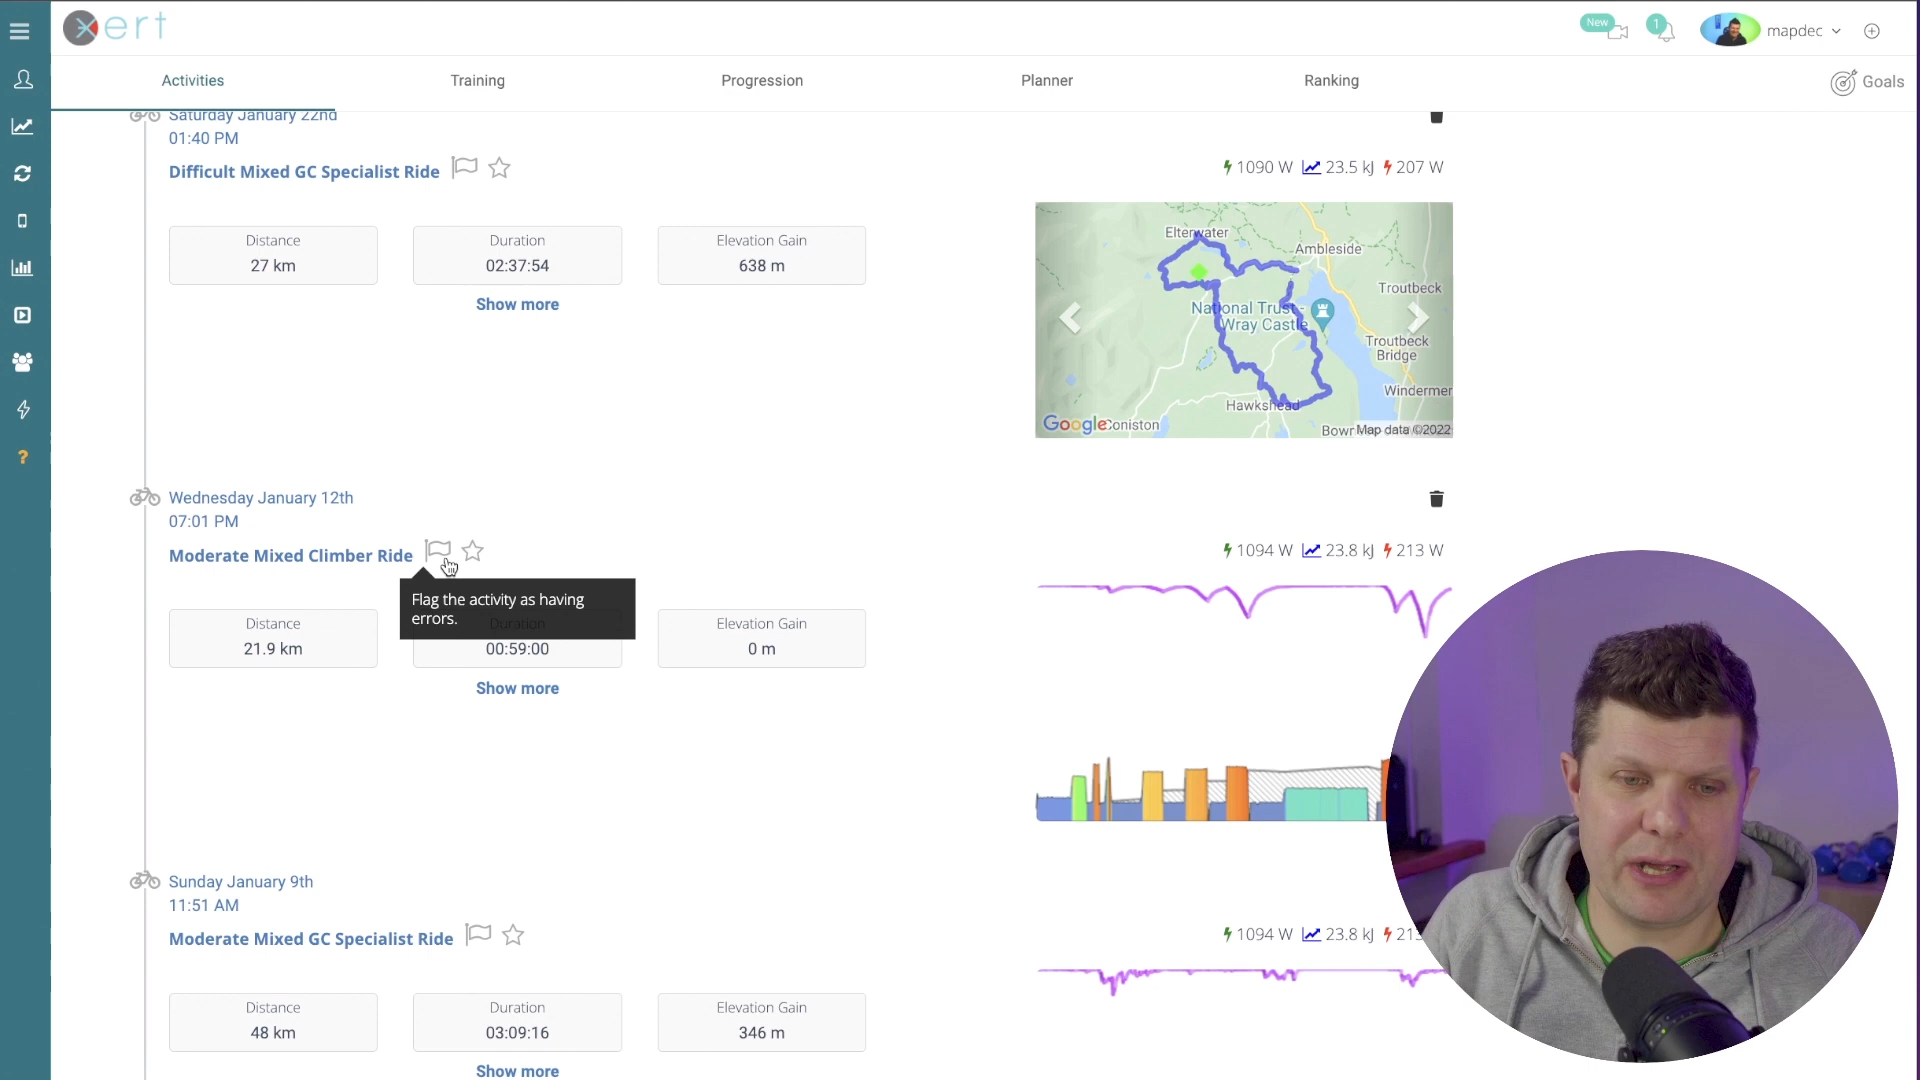 xert
New
1
mapdec
Activities
Training
Progression
Planner
Ranking
Goals
Saturday January 22nd
01:40 PM
Difficult Mixed GC Specialist Ride
1090 W 23.5 kJ 207 W
Distance
27 km
Duration
02:37:54
Elevation Gain
638 m
Show more
Elterwater
Ambleside
Troutbeck
National Trust -
Wray Castle
Troutbeck
Bridge
Windermer
Hawkshead
Google
Coniston
Bowr
Map data ©2022
?
Wednesday January 12th
07:01 PM
Moderate Mixed Climber Ride
1094 W 23.8 kJ 213 W
Flag the activity as having
errors.
Distance
21.9 km
Duration
00:59:00
Elevation Gain
0 m
Show more
Sunday January 9th
11:51 AM
Moderate Mixed GC Specialist Ride
1094 W 23.8 kJ 213
Distance
48 km
Duration
03:09:16
Elevation Gain
346 m
Show more